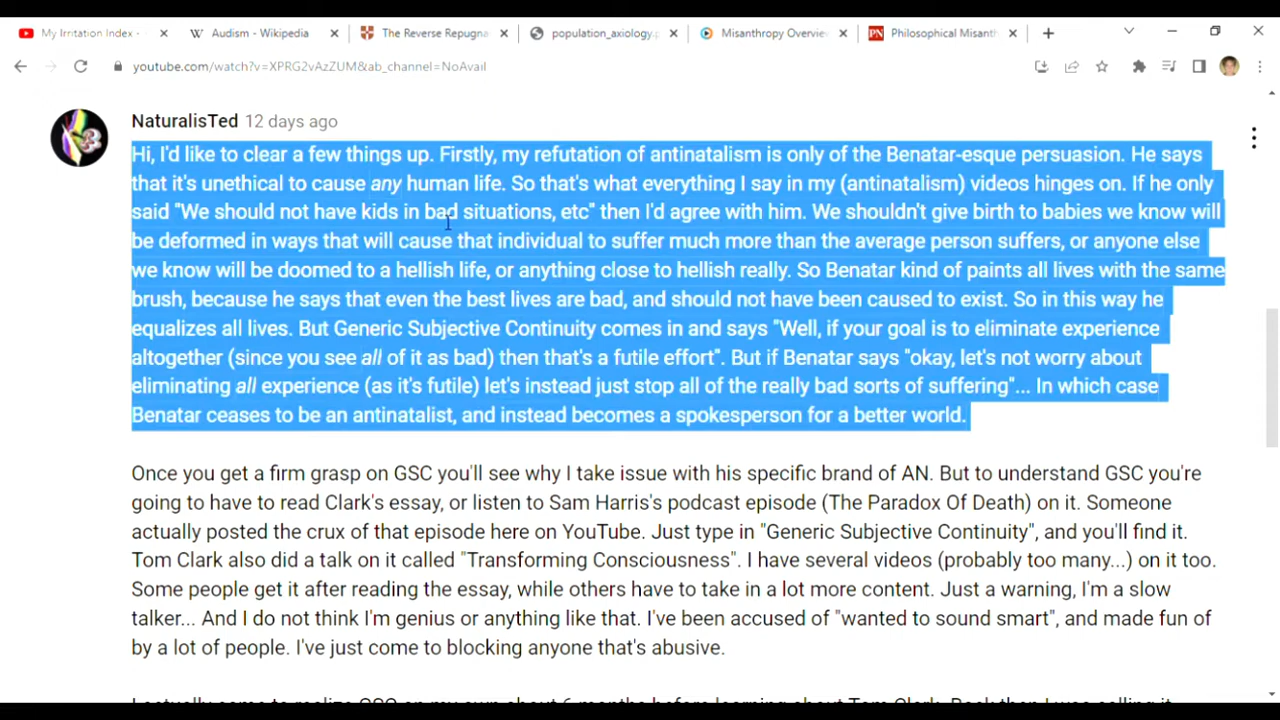 My Irritation Index -
Audism - Wikipedia
The Reverse Repugna
population_axiology.p
Misanthropy Overvie
PN
Philosophical Misanth
youtube.com/watch?v=XPRG2vAzZUM&ab_channel=NoAvail
NaturalisTed 12 days ago
Hi, I'd like to clear a few things up. Firstly, my refutation of antinatalism is only of the Benatar-esque persuasion. He says
that it's unethical to cause any human life. So that's what everything I say in my (antinatalism) videos hinges on. If he only
said "We should not have kids in bad situations, etc" then I'd agree with him. We shouldn't give birth to babies we know will
be deformed in ways that will cause that individual to suffer much more than the average person suffers, or anyone else
we know will be doomed to a hellish life, or anything close to hellish really. So Benatar kind of paints all lives with the same
brush, because he says that even the best lives are bad, and should not have been caused to exist. So in this way he
equalizes all lives. But Generic Subjective Continuity comes in and says "Well, if your goal is to eliminate experience
altogether (since you see all of it as bad) then that's a futile effort". But if Benatar says "okay, let's not worry about
eliminating all experience (as it's futile) let's instead just stop all of the really bad sorts of suffering"... In which case
Benatar ceases to be an antinatalist, and instead becomes a spokesperson for a better world.
Once you get a firm grasp on GSC you'll see why I take issue with his specific brand of AN. But to understand GSC you're
going to have to read Clark's essay, or listen to Sam Harris's podcast episode (The Paradox Of Death) on it. Someone
actually posted the crux of that episode here on YouTube. Just type in "Generic Subjective Continuity", and you'll find it.
Tom Clark also did a talk on it called "Transforming Consciousness". I have several videos (probably too many...) on it too.
Some people get it after reading the essay, while others have to take in a lot more content. Just a warning, I'm a slow
talker... And I do not think I'm genius or anything like that. I've been accused of "wanted to sound smart", and made fun of
by a lot of people. I've just come to blocking anyone that's abusive.